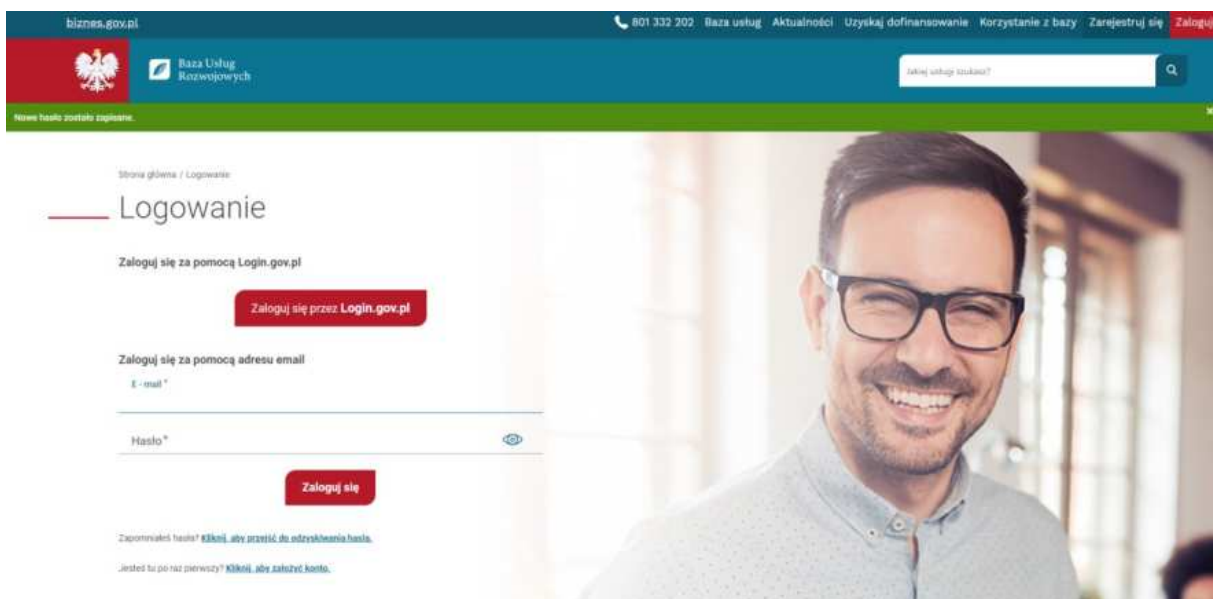 biznes.gov.pl
801 332 202 Baza usług Aktualności Uzyskaj dofinansowanie Korzystanie z bazy Zarejestruj się Zaloguj
Baza Usług
Rozwojowych
Jakiej usługi szukasz?
Nowe hasło zostało zapisane.
Strona główna / Logowanie
Logowanie
Zaloguj się za pomocą Login.gov.pl
Zaloguj się przez Login.gov.pl
Zaloguj się za pomocą adresu email
E - mail *
Hasło *
Zaloguj się
Zapomniałeś hasła? Kliknij, aby przejść do odzyskiwania hasła.
Jesteś tu po raz pierwszy? Kliknij, aby założyć konto.